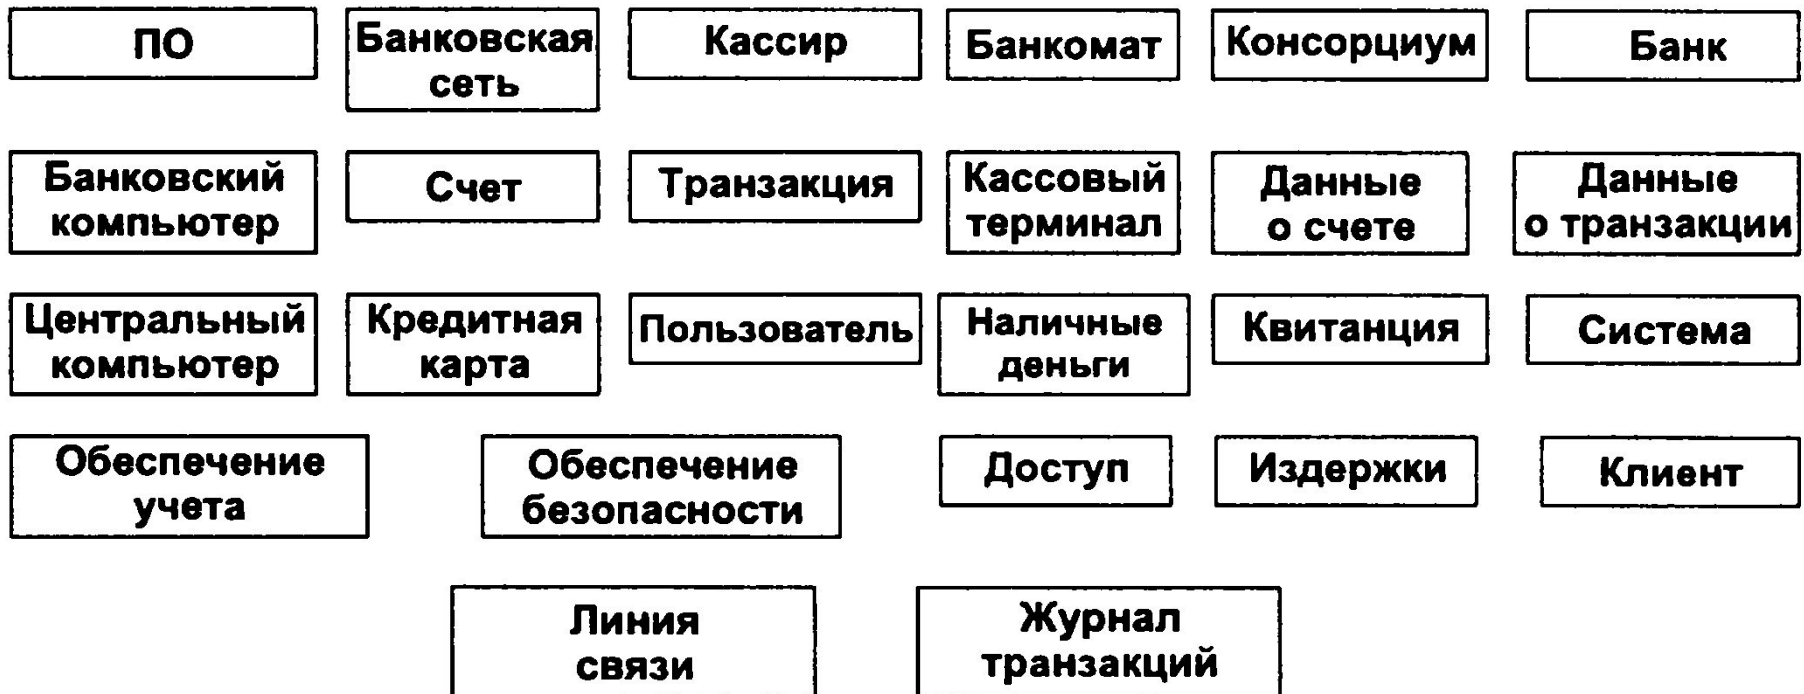 ПО
Банковская
сеть
Кассир
Банкомат
Консорциум
Банк
Банковский
компьютер
Счет
Транзакция
Кассовый
терминал
Данные
о счете
Данные
о транзакции
Центральный
компьютер
Кредитная
карта
Пользователь
Наличные
деньги
Квитанция
Система
Обеспечение
учета
Обеспечение
безопасности
Доступ
Издержки
Клиент
Линия
связи
Журнал
транзакций